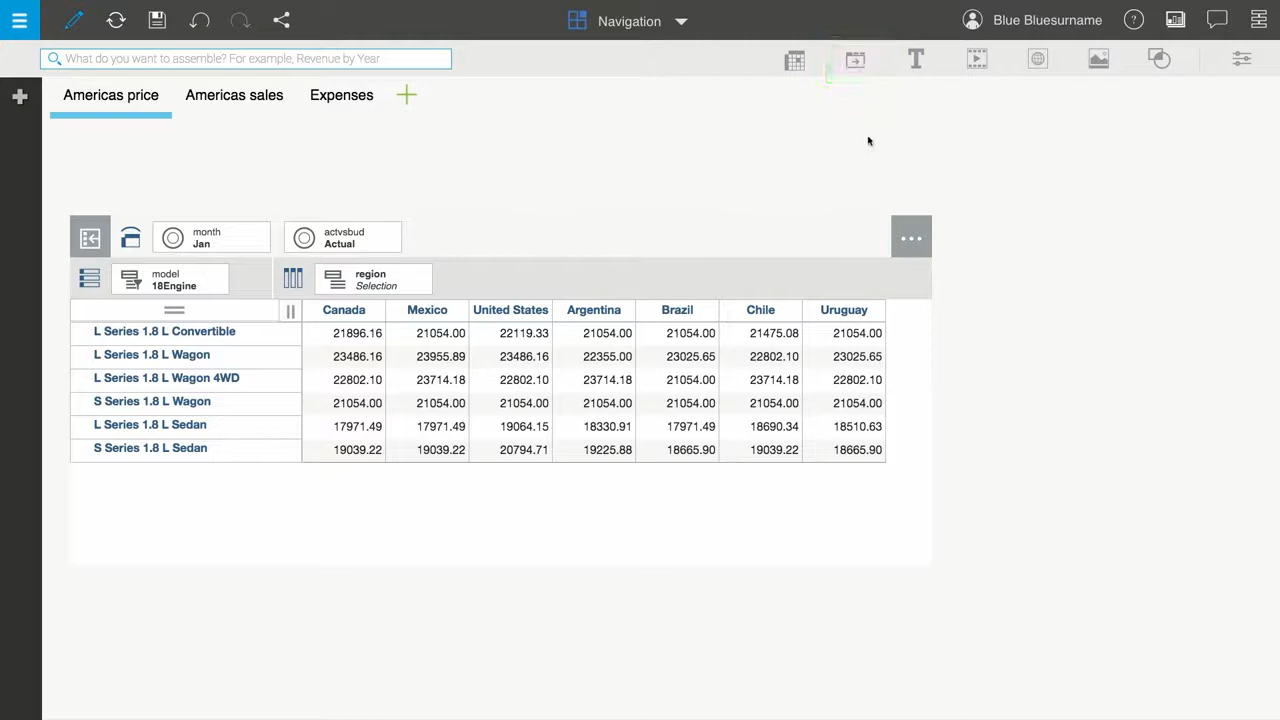 Navigation
Blue Bluesurname
?
What do you want to assemble? For example, Revenue by Year
T
Americas price Americas sales Expenses
month
Jan
actvsbud
Actual
model
18Engine
region
Selection
Canada Mexico United States Argentina Brazil Chile Uruguay
L Series 1.8 L Convertible 21896.16 21054.00 22119.33 21054.00 21054.00 21475.08 21054.00
L Series 1.8 L Wagon 23486.16 23955.89 23486.16 22355.00 23025.65 22802.10 23025.65
L Series 1.8 L Wagon 4WD 22802.10 23714.18 22802.10 23714.18 21054.00 23714.18 22802.10
S Series 1.8 L Wagon 21054.00 21054.00 21054.00 21054.00 21054.00 21054.00 21054.00
L Series 1.8 L Sedan 17971.49 17971.49 19064.15 18330.91 17971.49 18690.34 18510.63
S Series 1.8 L Sedan 19039.22 19039.22 20794.71 19225.88 18665.90 19039.22 18665.90